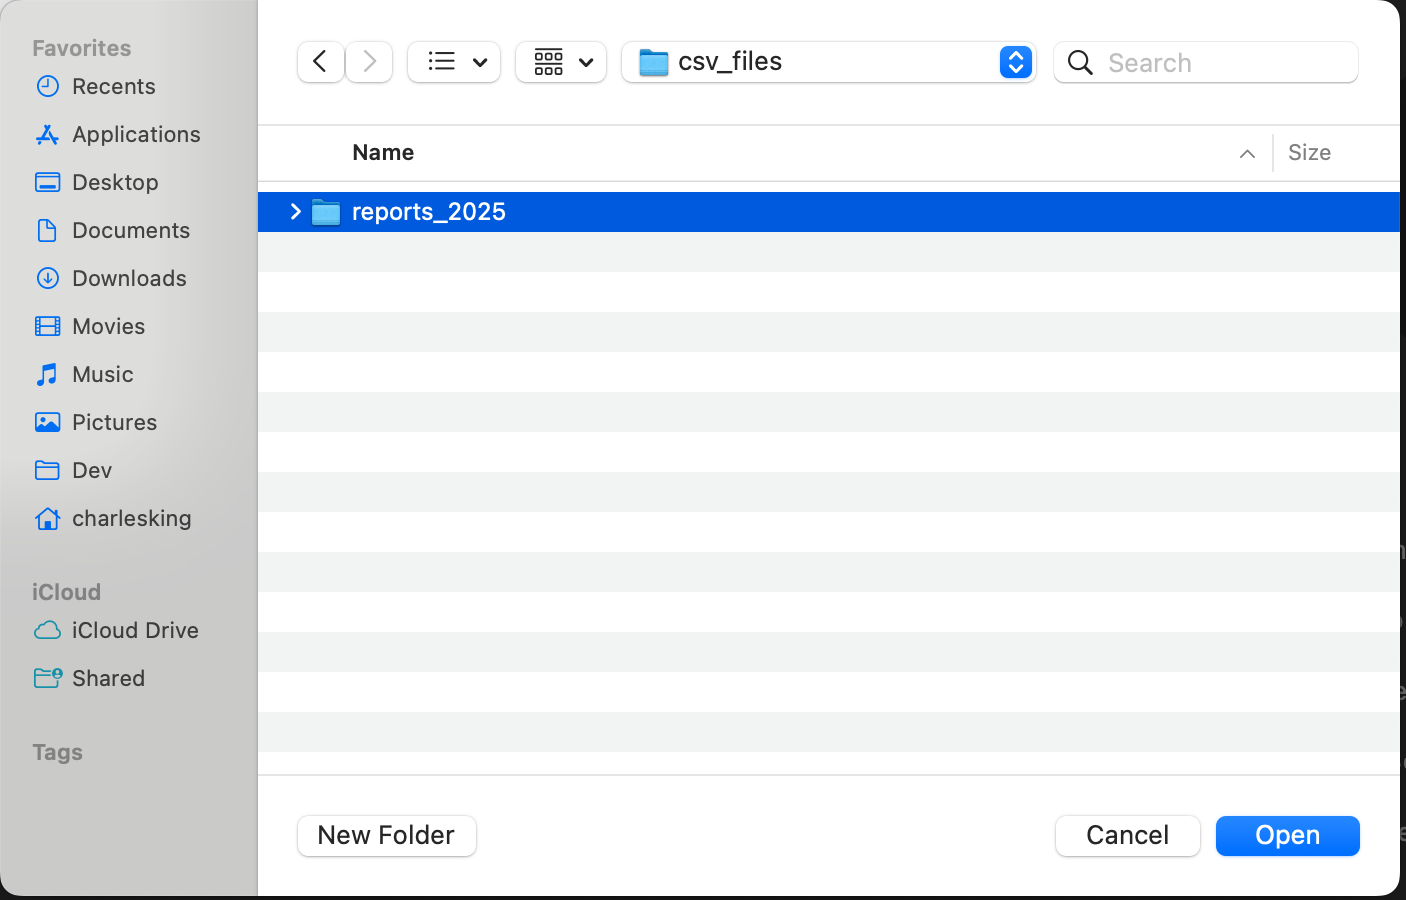 Favorites
Recents
Applications
Desktop
Documents
Downloads
Movies
Music
Pictures
Dev
charlesking
iCloud
iCloud Drive
Shared
Tags
csv_files
Search
Name
Size
reports_2025
New Folder
Cancel
Open